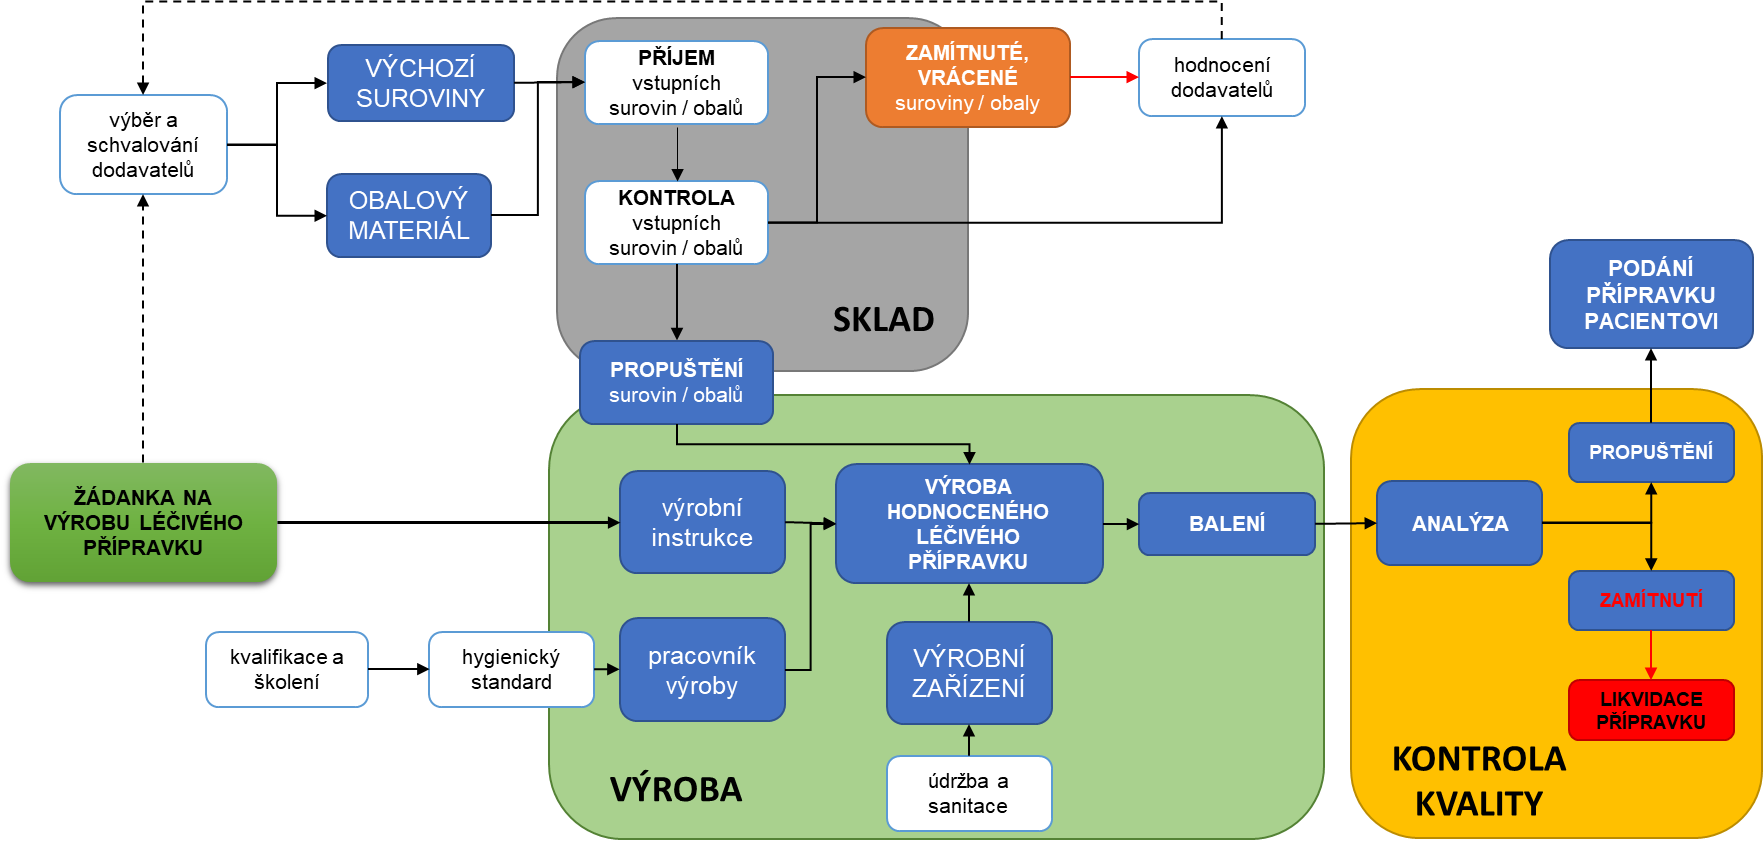 výběr a
schvalování
dodavatelů
VÝCHOZÍ
SUROVINY
OBALOVÝ
MATERIÁL
PŘÍJEM
vstupních
surovin / obalů
KONTROLA
vstupních
surovin / obalů
ZAMÍTNUTÉ,
VRÁCENÉ
suroviny / obaly
hodnocení
dodavatelů
SKLAD
PROPUŠTĚNÍ
surovin / obalů
ŽÁDANKA NA
VÝROBU LÉČIVÉHO
PŘÍPRAVKU
výrobní
instrukce
VÝROBA
HODNOCENÉHO
LÉČIVÉHO
PŘÍPRAVKU
BALENÍ
kvalifikace a
školení
hygienický
standard
pracovník
výroby
VÝROBNÍ
ZAŘÍZENÍ
údržba a
sanitace
VÝROBA
PODÁNÍ
PŘÍPRAVKU
PACIENTOVI
PROPUŠTĚNÍ
ANALÝZA
ZAMÍTNUTÍ
LIKVIDACE
PŘÍPRAVKU
KONTROLA
KVALITY